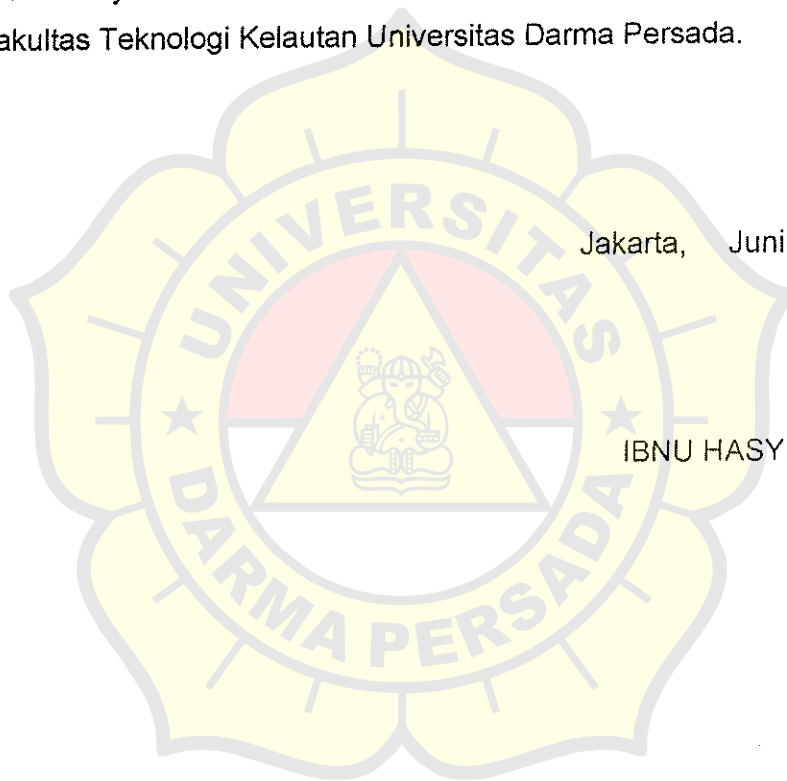 akultas Teknologi Kelautan Universitas Darma Persada.
Jakarta, Juni
IBNU HASY
UNIVERSITAS
DARMA PERSADA